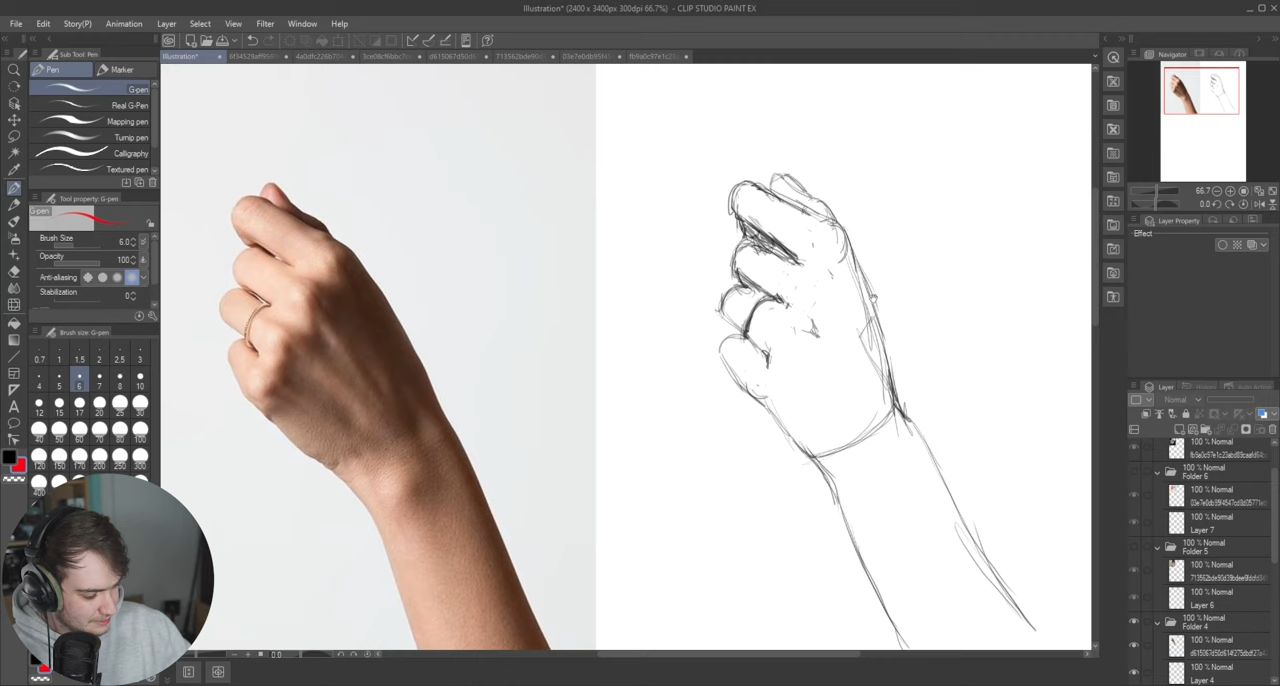 Illustration* (2400 x 3400px 300dpi 66.7%) - CLIP STUDIO PAINT EX
File Edit Story(P) Animation Layer Select View Filter Window Help
Sub Tool: Pen
Illustration*
Navigator
Pen Marker
G-pen
Real G-Pen
Mapping pen
Turnip pen
Calligraphy
Textured pen
Tool property: G-pen
G-pen
Brush Size 6.0
Opacity 100
Anti-aliasing
Stabilization 0
Brush size: G-pen
0.7 1 1.5 2 2.5 3
4 5 6 7 8 10
12 15 17 20 25 30
40 50 60 70 80 100
120 150 170 200 250 300
400
66.7
0.0
Layer Property
Effect
Layer History Auto Action
Normal
100 % Normal
100 % Normal
Folder 6
100 % Normal
100 % Normal
Layer 7
100 % Normal
Folder 5
100 % Normal
100 % Normal
Layer 6
100 % Normal
Folder 4
100 % Normal
100 % Normal
Layer 4